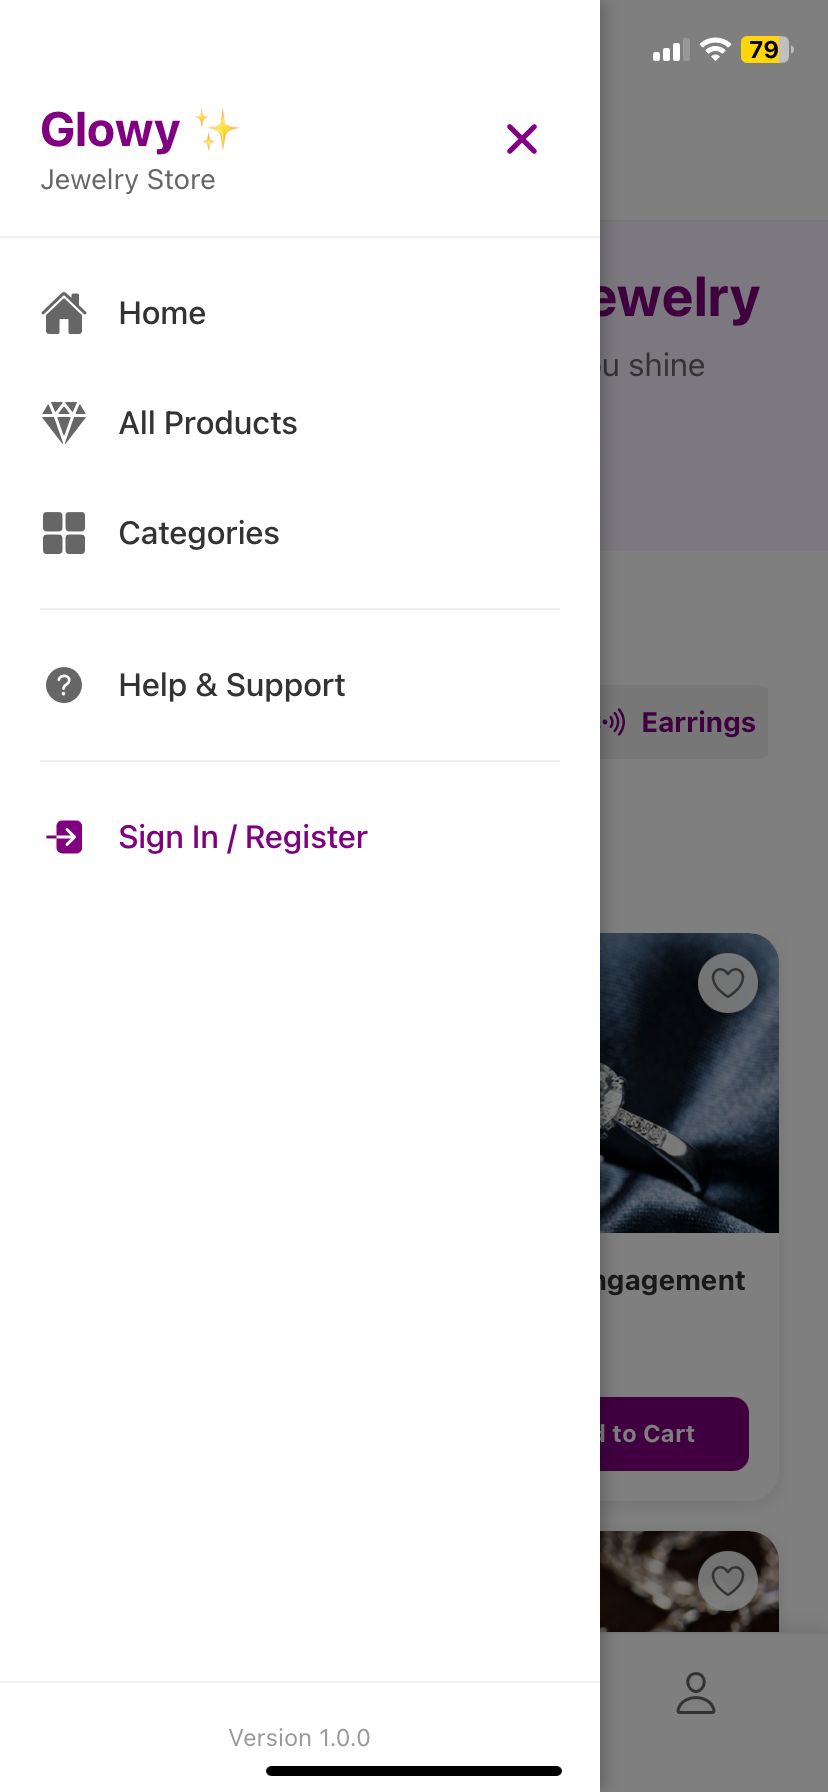 79
Glowy ✨
Jewelry Store
Home
All Products
Categories
Help & Support
Sign In / Register
Version 1.0.0
ewelry
u shine
Earrings
ngagement
to Cart